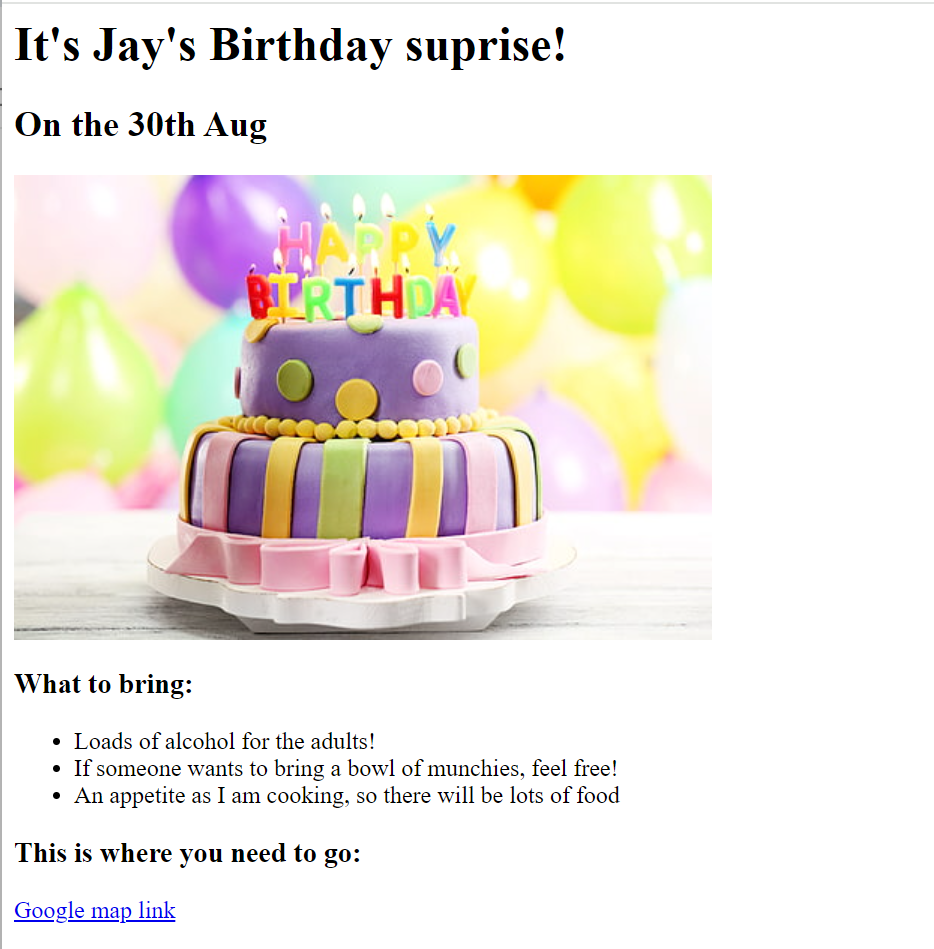 It's Jay's Birthday suprise!
On the 30th Aug
HAPPY
BIRTHDAY
What to bring:
Loads of alcohol for the adults!
If someone wants to bring a bowl of munchies, feel free!
An appetite as I am cooking, so there will be lots of food
This is where you need to go:
Google map link